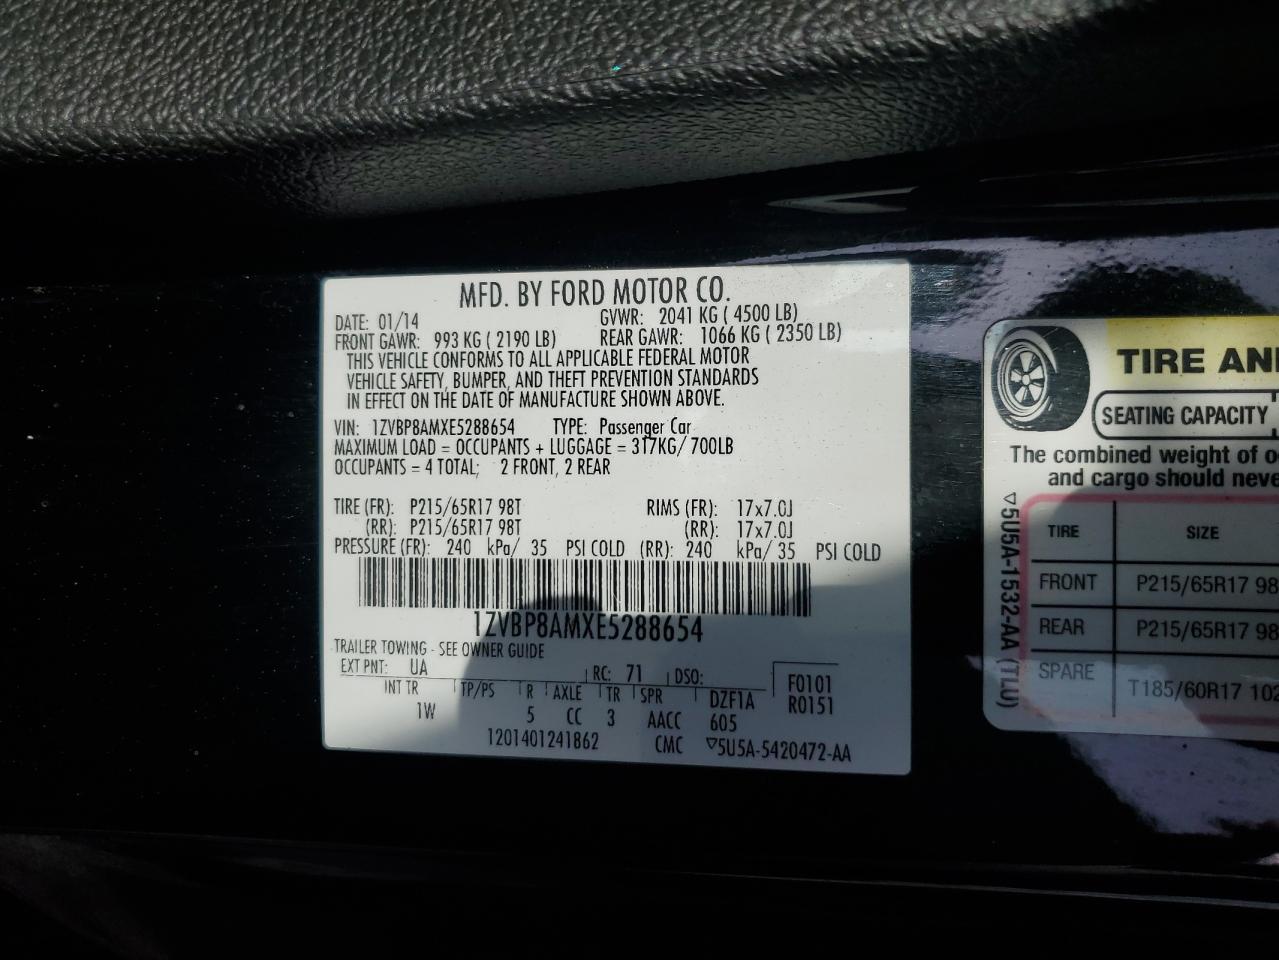 MFD. BY FORD MOTOR CO.
DATE: 01/14 GVWR: 2041 KG ( 4500 LB)
FRONT GAWR: 993 KG ( 2190 LB) REAR GAWR: 1066 KG ( 2350 LB)
THIS VEHICLE CONFORMS TO ALL APPLICABLE FEDERAL MOTOR
VEHICLE SAFETY, BUMPER, AND THEFT PREVENTION STANDARDS
IN EFFECT ON THE DATE OF MANUFACTURE SHOWN ABOVE.
VIN: 1ZVBP8AMXE5288654 TYPE: Passenger Car
MAXIMUM LOAD = OCCUPANTS + LUGGAGE = 317KG/ 700LB
OCCUPANTS = 4 TOTAL; 2 FRONT, 2 REAR
TIRE (FR): P215/65R17 98T RIMS (FR): 17x7.0J
(RR): P215/65R17 98T (RR): 17x7.0J
PRESSURE (FR): 240 kPa/ 35 PSI COLD (RR): 240 kPa/ 35 PSI COLD
1ZVBP8AMXE5288654
TRAILER TOWING - SEE OWNER GUIDE
EXT PNT: UA RC: 71 DSO: F0101
INT TR TP/PS R AXLE TR SPR DZF1A R0151
1W 5 CC 3 AACC 605
1201401241862 CMC ▽5U5A-5420472-AA
TIRE AN
SEATING CAPACITY
The combined weight of o
and cargo should neve
TIRE SIZE
FRONT P215/65R17 98
REAR P215/65R17 98
SPARE T185/60R17 102
▽5U5A-1532-AA (TLU)